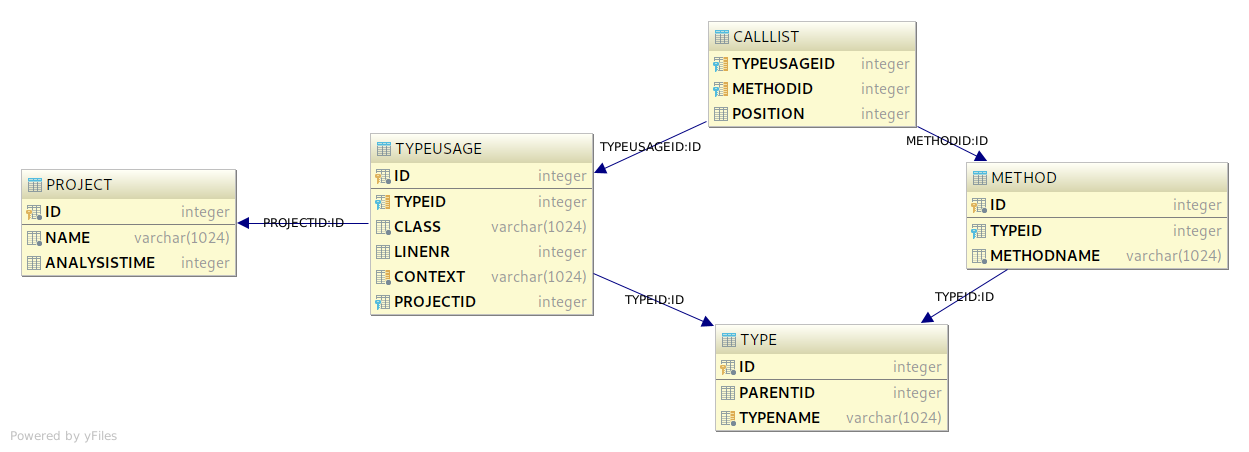 CALLLIST
TYPEUSAGEID integer
METHODID integer
POSITION integer
TYPEUSAGEID:ID
METHODID:ID
TYPEUSAGE
ID integer
TYPEID integer
CLASS varchar(1024)
LINENR integer
CONTEXT varchar(1024)
PROJECTID integer
PROJECT
ID integer
NAME varchar(1024)
ANALYSISTIME integer
PROJECTID:ID
METHOD
ID integer
TYPEID integer
METHODNAME varchar(1024)
TYPEID:ID
TYPEID:ID
TYPE
ID integer
PARENTID integer
TYPENAME varchar(1024)
Powered by yFiles